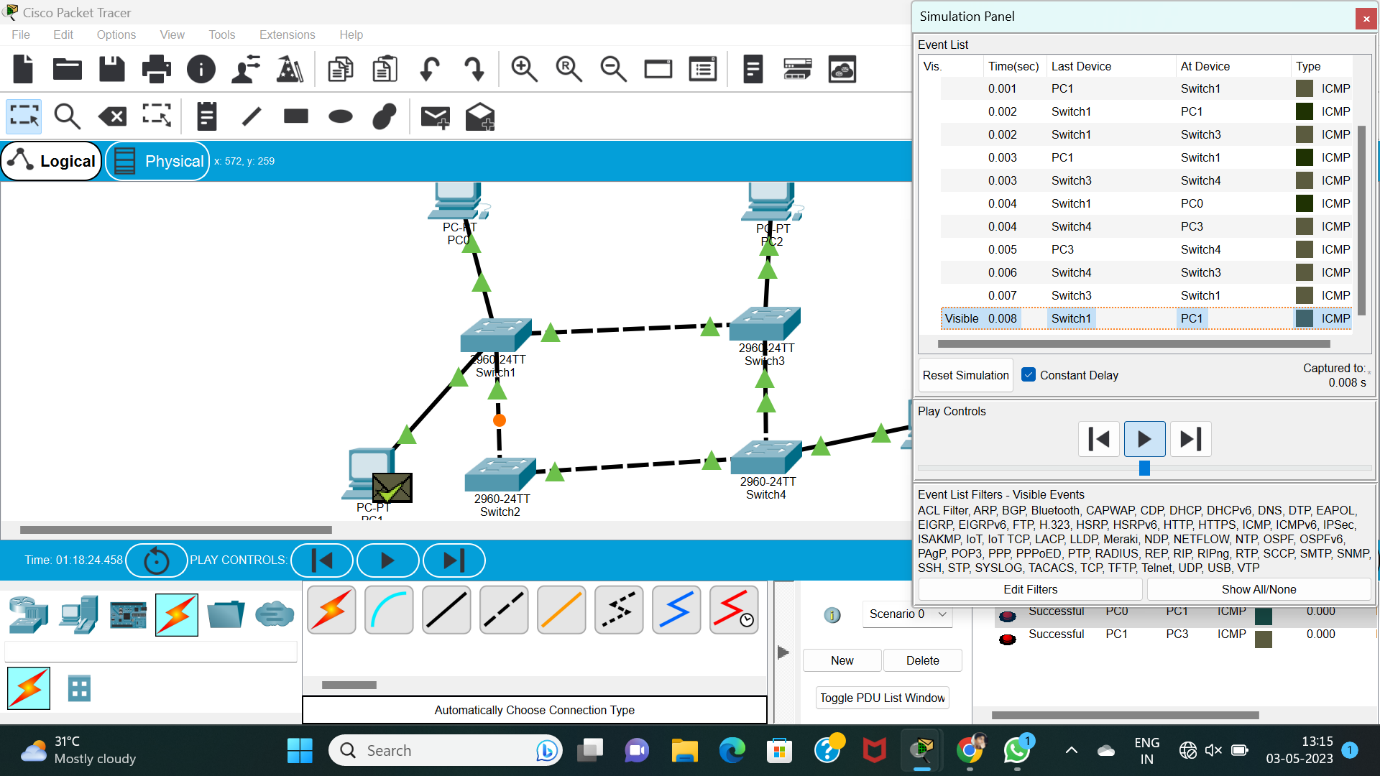 Cisco Packet Tracer
File Edit Options View Tools Extensions Help
Logical
Physical
x: 572, y: 259
PC-PT
PC0
PC-PT
PC2
2960-24TT
Switch1
2960-24TT
Switch3
2960-24TT
Switch2
2960-24TT
Switch4
PC-PT
PC1
Simulation Panel
Event List
Vis. Time(sec) Last Device At Device Type
0.001 PC1 Switch1 ICMP
0.002 Switch1 PC1 ICMP
0.002 Switch1 Switch3 ICMP
0.003 PC1 Switch1 ICMP
0.003 Switch3 Switch4 ICMP
0.004 Switch1 PC0 ICMP
0.004 Switch4 PC3 ICMP
0.005 PC3 Switch4 ICMP
0.006 Switch4 Switch3 ICMP
0.007 Switch3 Switch1 ICMP
Visible 0.008 Switch1 PC1 ICMP
Reset Simulation
Constant Delay
Captured to:
0.008 s
Play Controls
Event List Filters - Visible Events
ACL Filter, ARP, BGP, Bluetooth, CAPWAP, CDP, DHCP, DHCPv6, DNS, DTP, EAPOL,
EIGRP, EIGRPv6, FTP, H.323, HSRP, HSRPv6, HTTP, HTTPS, ICMP, ICMPv6, IPSec,
ISAKMP, IoT, IoT TCP, LACP, LLDP, Meraki, NDP, NETFLOW, NTP, OSPF, OSPFv6,
PAgP, POP3, PPP, PPPoED, PTP, RADIUS, REP, RIP, RIPng, RTP, SCCP, SMTP, SNMP,
SSH, STP, SYSLOG, TACACS, TCP, TFTP, Telnet, UDP, USB, VTP
Edit Filters
Show All/None
Time: 01:18:24.458
PLAY CONTROLS:
Scenario 0
New
Delete
Toggle PDU List Window
Successful PC0 PC1 ICMP 0.000
Successful PC1 PC3 ICMP 0.000
Automatically Choose Connection Type
31°C
Mostly cloudy
Search
ENG
IN
13:15
03-05-2023
1
1